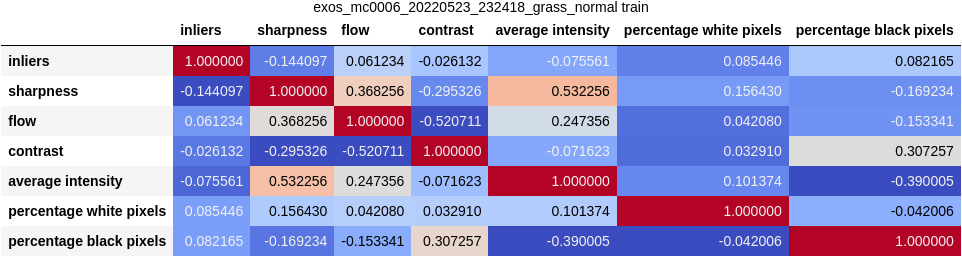 exos_mc0006_20220523_232418_grass_normal train
inliers sharpness flow contrast average intensity percentage white pixels percentage black pixels
inliers 1.000000 -0.144097 0.061234 -0.026132 -0.075561 0.085446 0.082165
sharpness -0.144097 1.000000 0.368256 -0.295326 0.532256 0.156430 -0.169234
flow 0.061234 0.368256 1.000000 -0.520711 0.247356 0.042080 -0.153341
contrast -0.026132 -0.295326 -0.520711 1.000000 -0.071623 0.032910 0.307257
average intensity -0.075561 0.532256 0.247356 -0.071623 1.000000 0.101374 -0.390005
percentage white pixels 0.085446 0.156430 0.042080 0.032910 0.101374 1.000000 -0.042006
percentage black pixels 0.082165 -0.169234 -0.153341 0.307257 -0.390005 -0.042006 1.000000